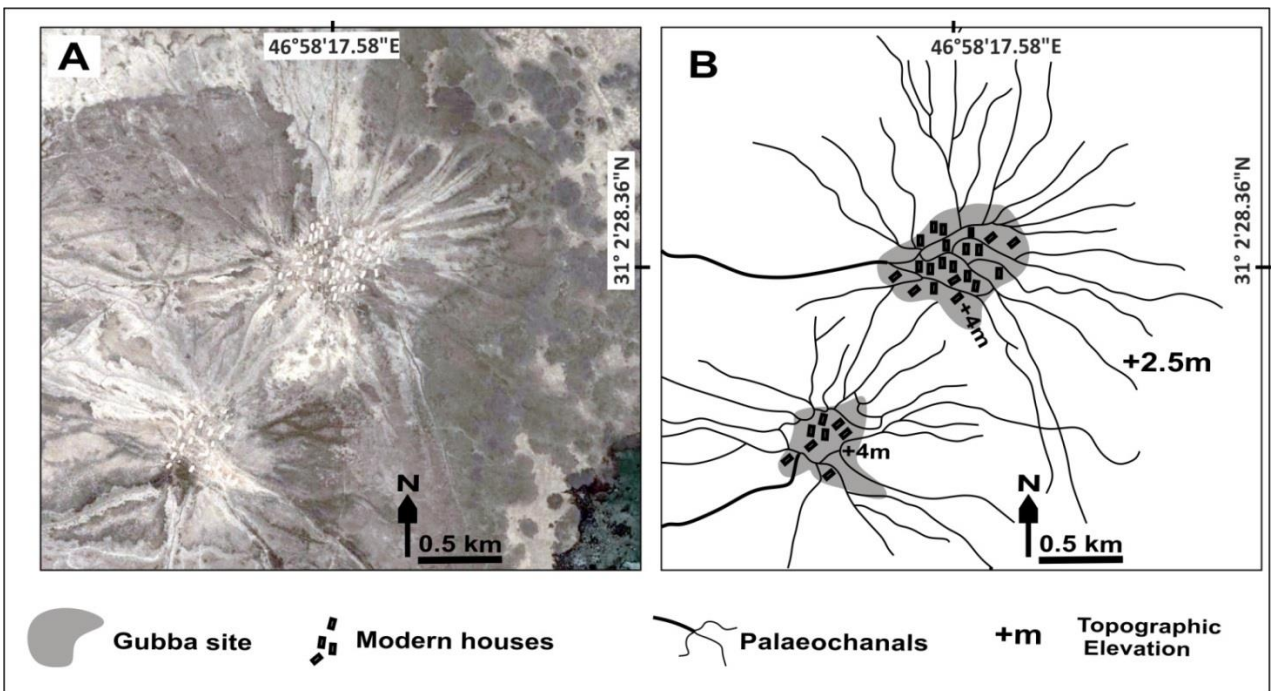 A
46°58'17.58"E
31° 2'28.36"N
N
0.5 km
B
46°58'17.58"E
31° 2'28.36"N
+4m
+2.5m
+4m
N
0.5 km
Gubba site
Modern houses
Palaeochanals
+m
Topographic
Elevation